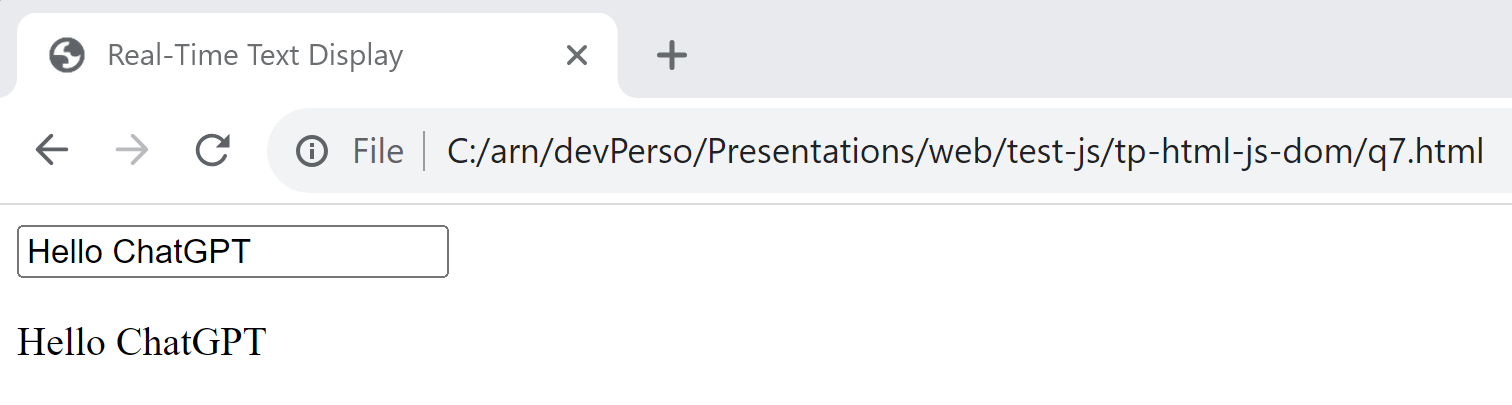 Real-Time Text Display
File C:/arn/devPerso/Presentations/web/test-js/tp-html-js-dom/q7.html
Hello ChatGPT
Hello ChatGPT